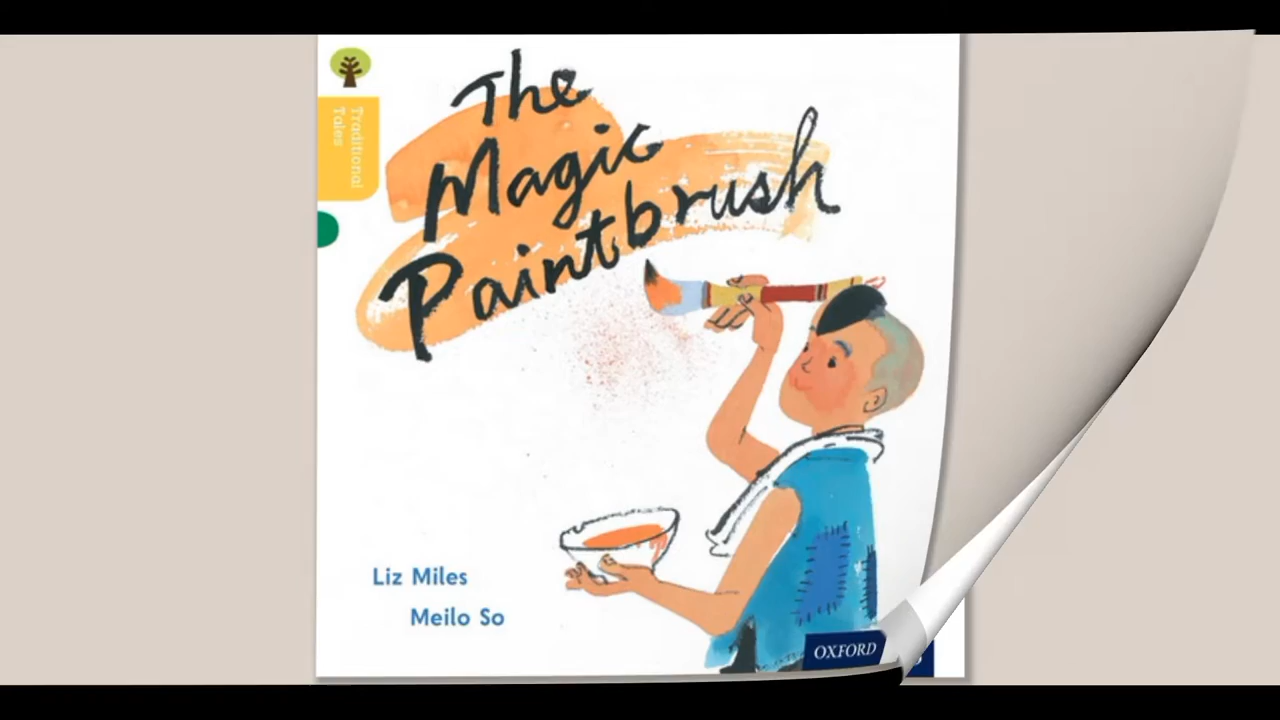 The
Magic
Paintbrush
Traditional
Tales
Liz Miles
Meilo So
OXFORD